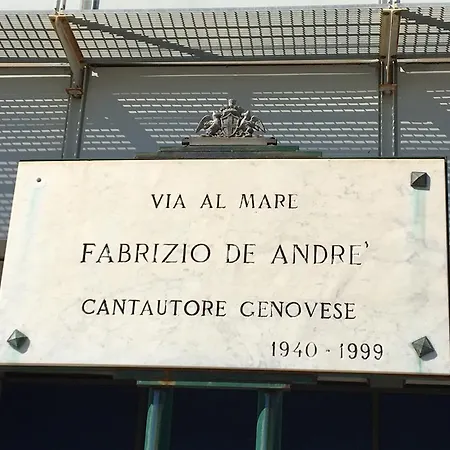 VIA AL MARE
FABRIZIO DE ANDRE'
CANTAUTORE GENOVESE
1940 - 1999